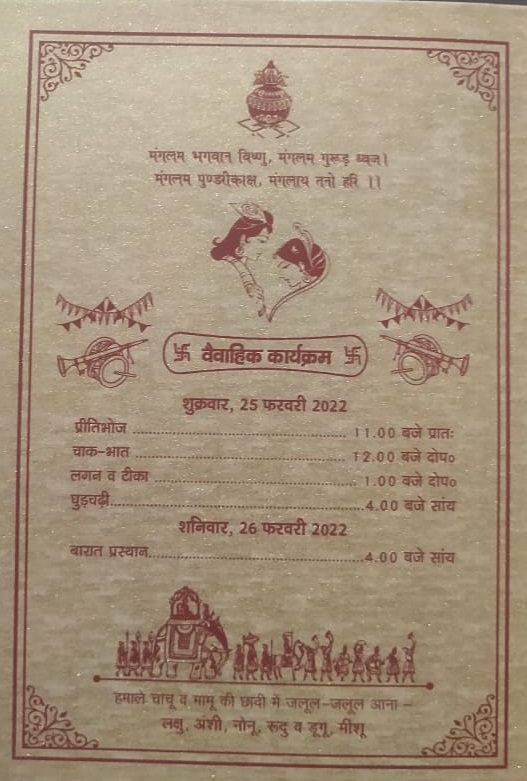 मंगलम भगवान विष्णु, मंगलम गुरूड़ ध्वज।
मंगलम पुण्डरीकाक्ष, मंगलाय तनो हरि ।।
卐 वैवाहिक कार्यक्रम 卐
शुक्रवार, 25 फरवरी 2022
प्रीतिभोज ........................................................ 11.00 बजे प्रातः
चाक-भात ........................................................ 12.00 बजे दोप०
लगन व टीका ........................................................ 1.00 बजे दोप०
घुड़चढ़ी........................................................4.00 बजे सांय
शनिवार, 26 फरवरी 2022
बारात प्रस्थान........................................................4.00 बजे सांय
हमाले चाचू व मामू की छादी में जलूल-जलूल आना -
लक्षु, अंशी, नोनू, रूदु व डूगू, मीशू